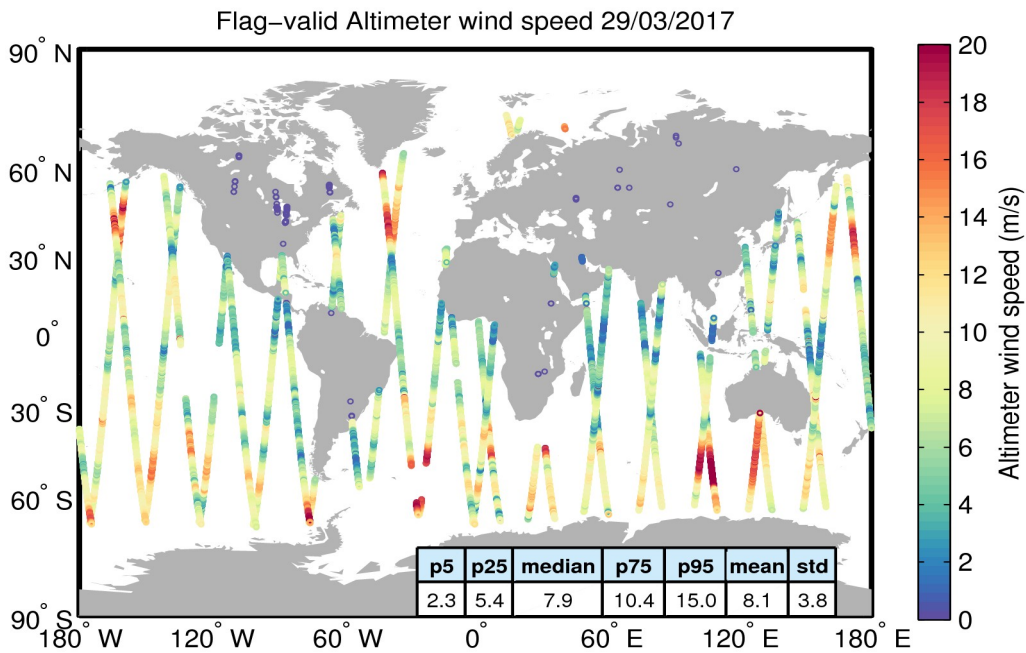 Flag−valid Altimeter wind speed 29/03/2017
90° N
60° N
30° N
0°
30° S
60° S
90° S
180° W
120° W
60° W
0°
60° E
120° E
180° E
p5 p25 median p75 p95 mean std
2.3 5.4 7.9 10.4 15.0 8.1 3.8
20
18
16
14
12
10
8
6
4
2
0
Altimeter wind speed (m/s)